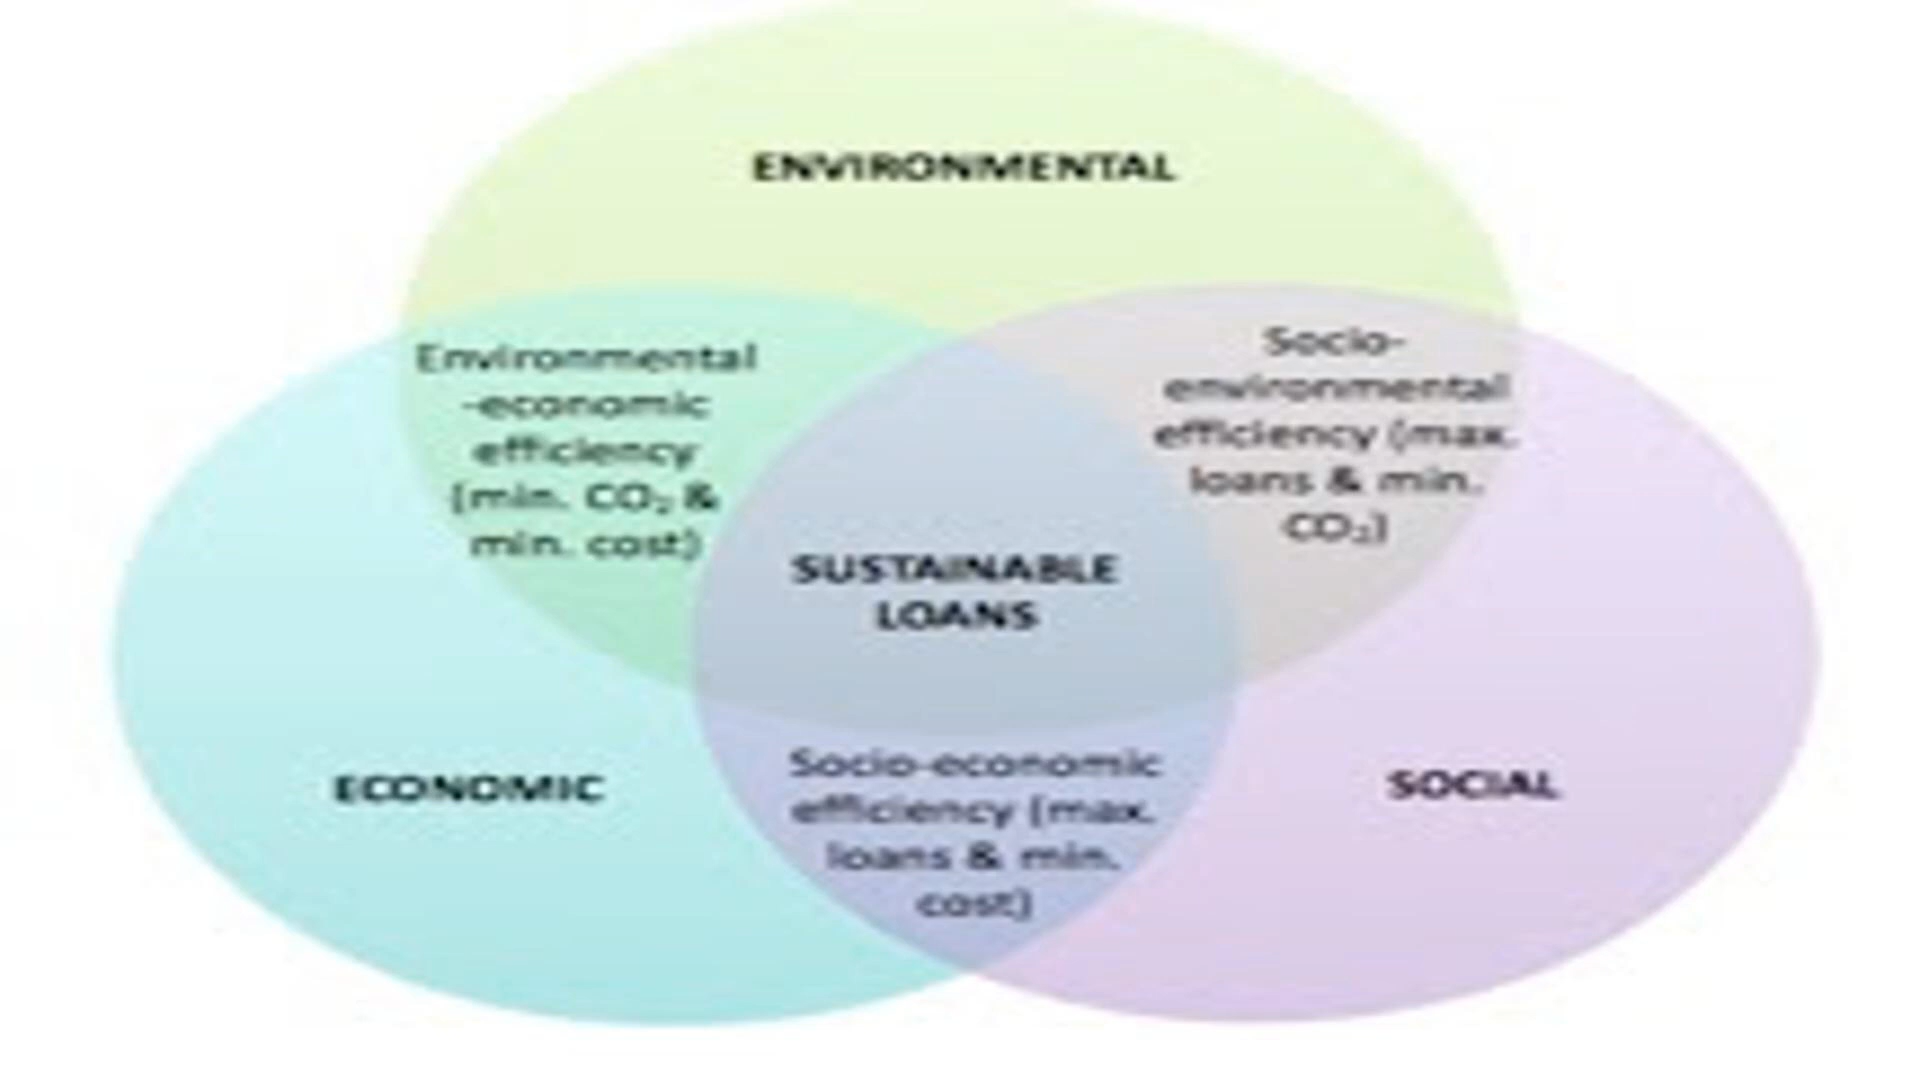 ENVIRONMENTAL
Environmental
-economic
efficiency
(min. CO₂ &
min. cost)
Socio-
environmental
efficiency (max.
loans & min.
CO₂)
SUSTAINABLE
LOANS
ECONOMIC
Socio-economic
efficiency (max.
loans & min.
cost)
SOCIAL